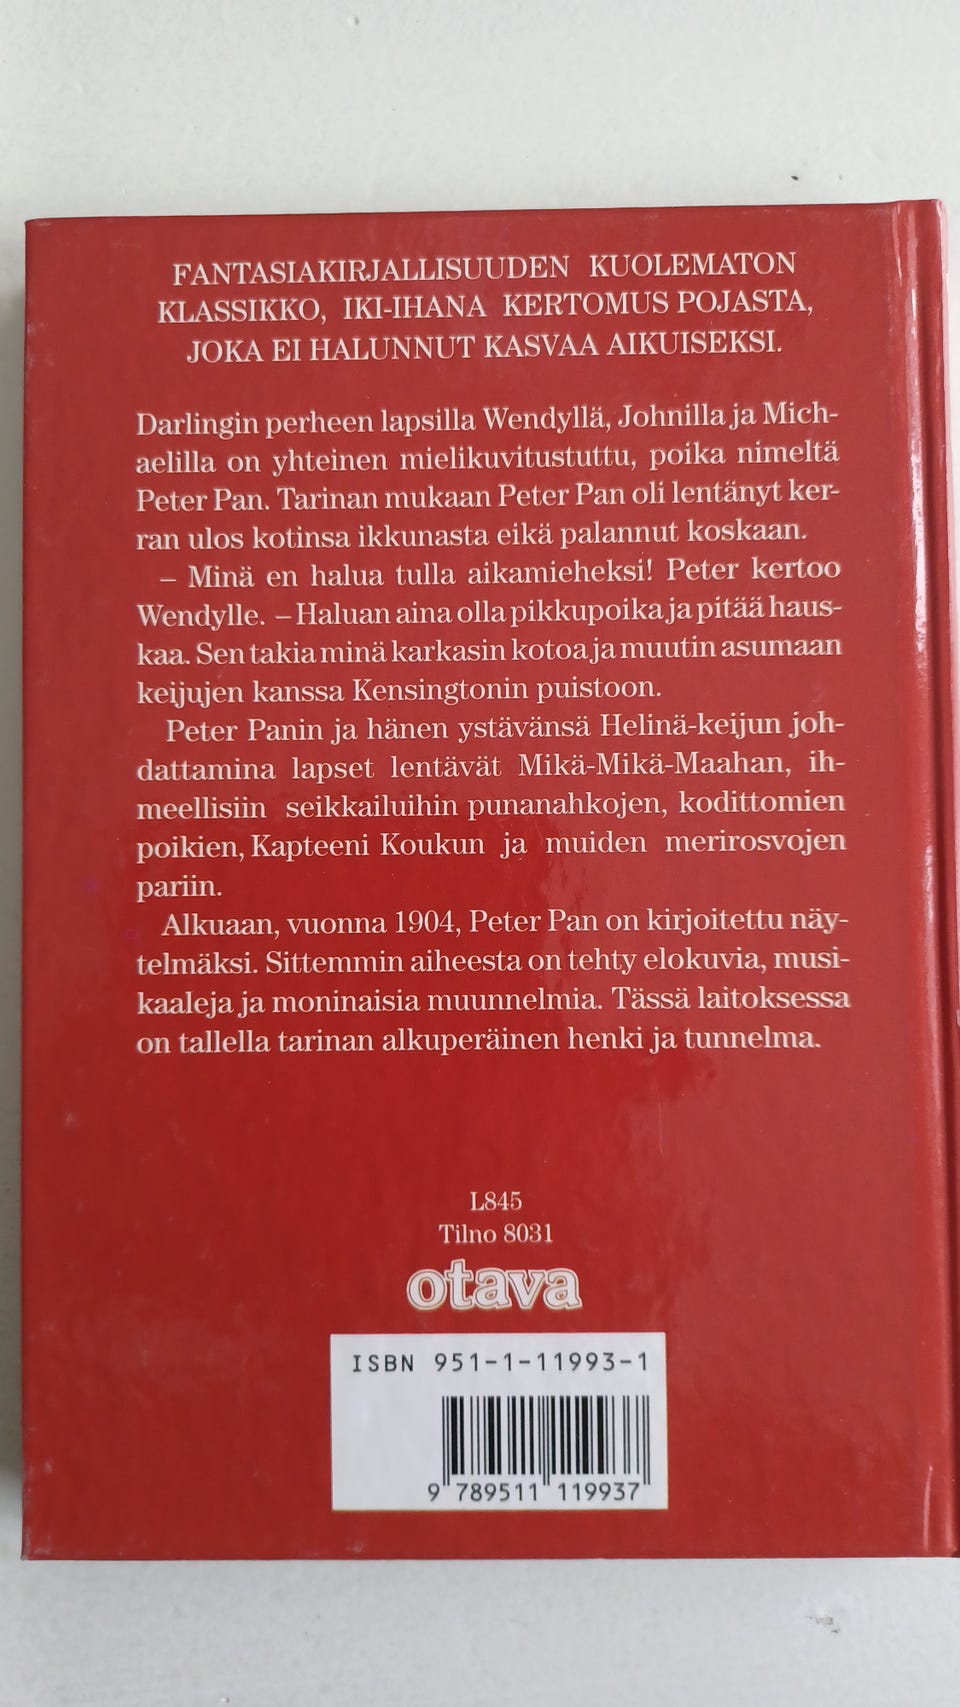 FANTASIAKIRJALLISUUDEN KUOLEMATON
KLASSIKKO, IKI-IHANA KERTOMUS POJASTA,
JOKA EI HALUNNUT KASVAA AIKUISEKSI.
Darlingin perheen lapsilla Wendyllä, Johnilla ja Mich-
aelilla on yhteinen mielikuvitustuttu, poika nimeltä
Peter Pan. Tarinan mukaan Peter Pan oli lentänyt ker-
ran ulos kotinsa ikkunasta eikä palannut koskaan.
– Minä en halua tulla aikamieheksi! Peter kertoo
Wendylle. – Haluan aina olla pikkupoika ja pitää haus-
kaa. Sen takia minä karkasin kotoa ja muutin asumaan
keijujen kanssa Kensingtonin puistoon.
Peter Panin ja hänen ystävänsä Helinä-keijun joh-
dattamina lapset lentävät Mikä-Mikä-Maahan, ih-
meellisiin seikkailuihin punanahkojen, kodittomien
poikien, Kapteeni Koukun ja muiden merirosvojen
pariin.
Alkuaan, vuonna 1904, Peter Pan on kirjoitettu näy-
telmäksi. Sittemmin aiheesta on tehty elokuvia, musi-
kaaleja ja moninaisia muunnelmia. Tässä laitoksessa
on tallella tarinan alkuperäinen henki ja tunnelma.
L845
Tilno 8031
otava
ISBN 951-1-11993-1
9 789511 119937